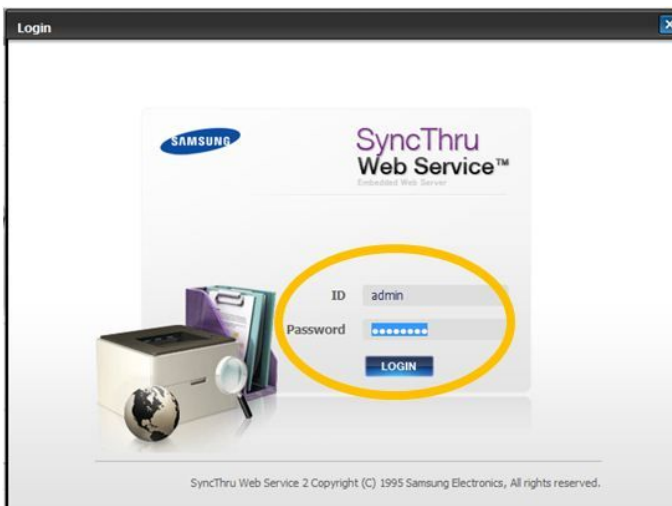 Login
SAMSUNG
SyncThru
Web Service™
Embedded Web Server
ID admin
Password ••••••••
LOGIN
SyncThru Web Service 2 Copyright (C) 1995 Samsung Electronics, All rights reserved.